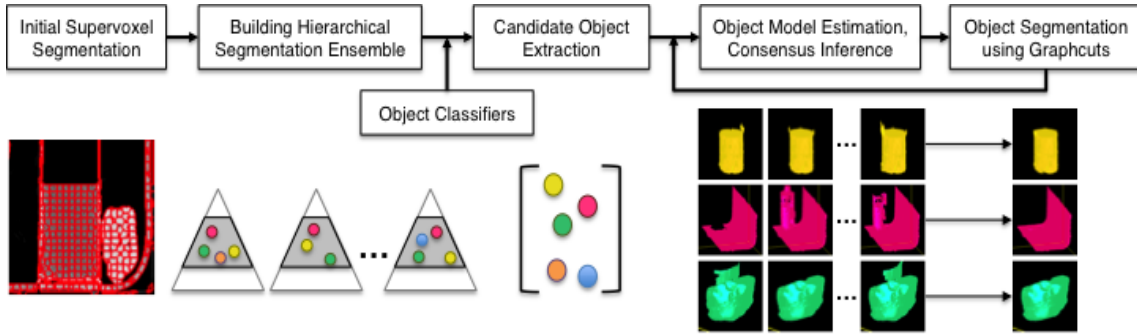 Initial Supervoxel
Segmentation
Building Hierarchical
Segmentation Ensemble
Candidate Object
Extraction
Object Model Estimation,
Consensus Inference
Object Segmentation
using Graphcuts
Object Classifiers
...
...
...
...